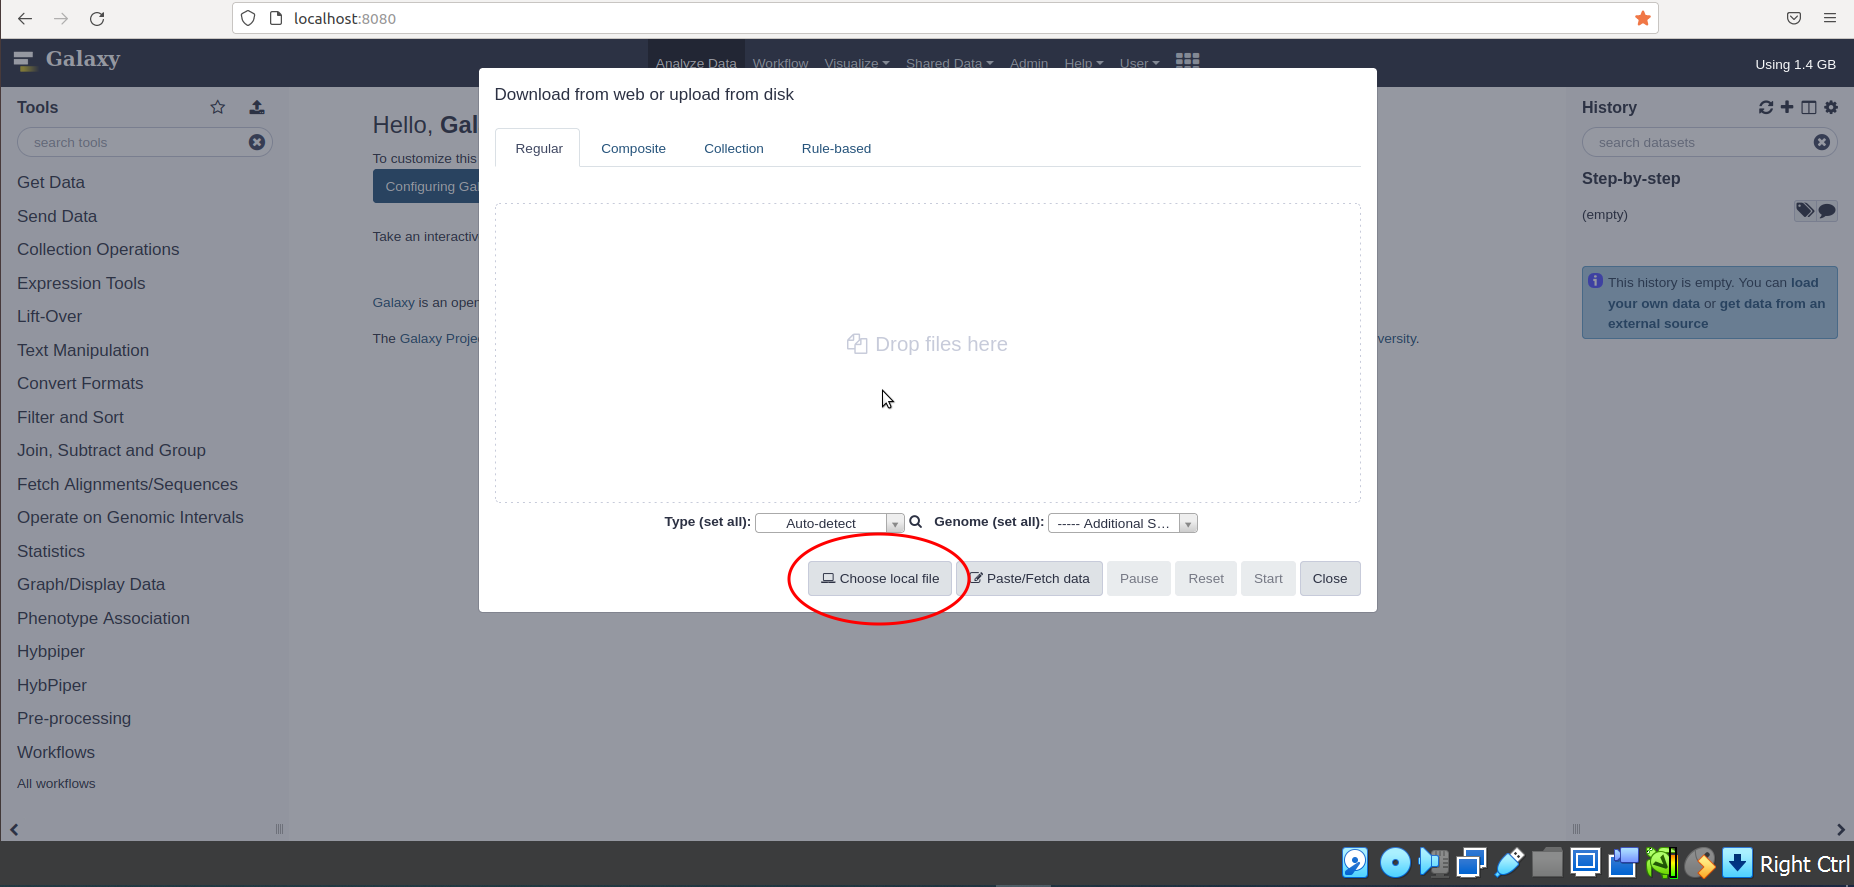 localhost:8080
Galaxy
Analyze Data Workflow Visualize Shared Data Admin Help User
Using 1.4 GB
Tools
search tools
Get Data
Send Data
Collection Operations
Expression Tools
Lift-Over
Text Manipulation
Convert Formats
Filter and Sort
Join, Subtract and Group
Fetch Alignments/Sequences
Operate on Genomic Intervals
Statistics
Graph/Display Data
Phenotype Association
Hybpiper
HybPiper
Pre-processing
Workflows
All workflows
Hello, Gal
To customize this
Configuring Gal
Take an interactiv
Galaxy is an oper
The Galaxy Proje
versity.
Download from web or upload from disk
Regular Composite Collection Rule-based
Drop files here
Type (set all): Auto-detect Genome (set all): ----- Additional S...
Choose local file Paste/Fetch data Pause Reset Start Close
History
search datasets
Step-by-step
(empty)
This history is empty. You can load
your own data or get data from an
external source
Right Ctrl